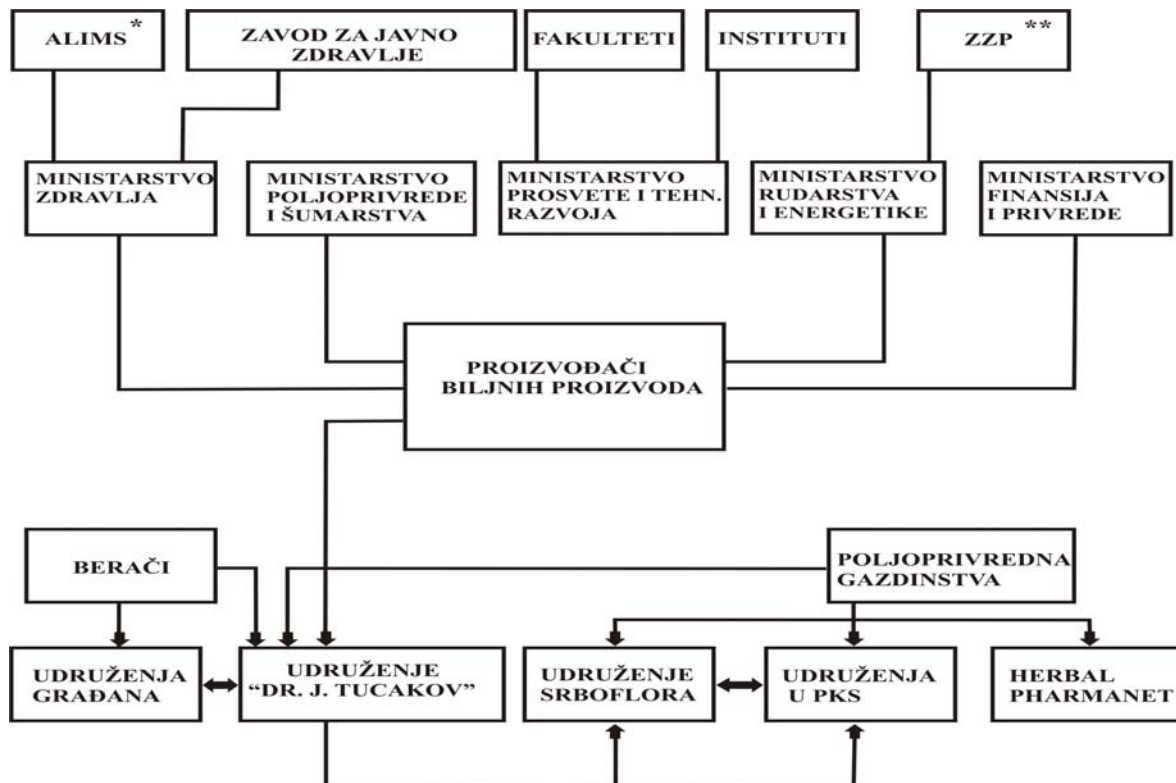 ALIMS *
ZAVOD ZA JAVNO
ZDRAVLJE
FAKULTETI
INSTITUTI
ZZP **
MINISTARSTVO
ZDRAVLJA
MINISTARSTVO
POLJOPRIVREDE
I ŠUMARSTVA
MINISTARSTVO
PROSVETE I TEHN.
RAZVOJA
MINISTARSTVO
RUDARSTVA
I ENERGETIKE
MINISTARSTVO
FINANSIJA
I PRIVREDE
PROIZVOĐAČI
BILJNIH PROIZVODA
BERAČI
POLJOPRIVREDNA
GAZDINSTVA
UDRUŽENJA
GRAĐANA
UDRUŽENJE
“DR. J. TUCAKOV”
UDRUŽENJE
SRBOFLORA
UDRUŽENJA
U PKS
HERBAL
PHARMANET